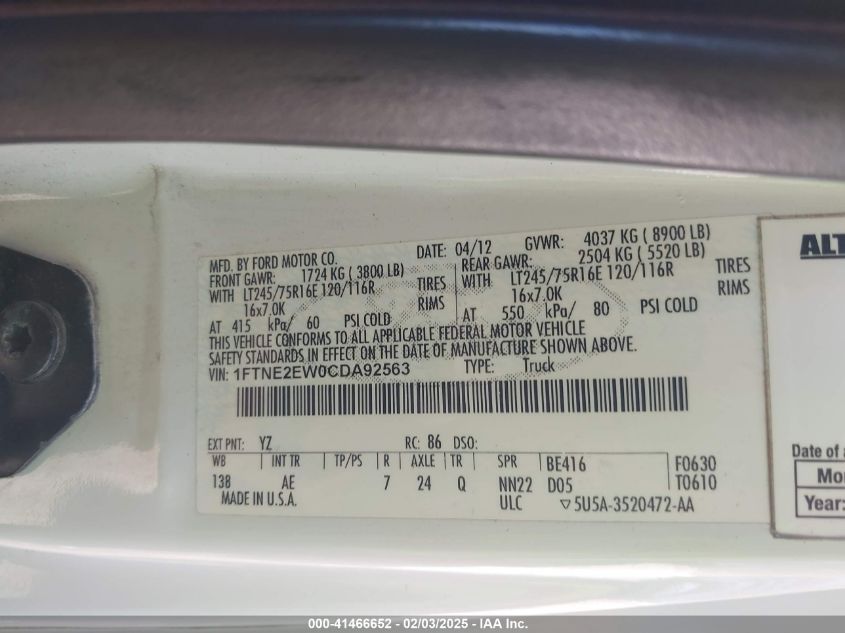 MFD. BY FORD MOTOR CO. DATE: 04/12 GVWR: 4037 KG ( 8900 LB)
FRONT GAWR: 1724 KG ( 3800 LB) REAR GAWR: 2504 KG ( 5520 LB)
WITH LT245/75R16E 120/116R WITH LT245/75R16E 120/116R TIRES
16x7.0K 16x7.0K RIMS RIMS
AT 415 kPa/ 60 PSI COLD AT 550 kPa/ 80 PSI COLD
THIS VEHICLE CONFORMS TO ALL APPLICABLE FEDERAL MOTOR VEHICLE
SAFETY STANDARDS IN EFFECT ON THE DATE OF MANUFACTURE SHOWN ABOVE.
VIN: 1FTNE2EW0CDA92563 TYPE: Truck
EXT PNT: YZ RC: 86 DSO:
WB INT TR TP/PS R AXLE TR SPR BE416 F0630
138 AE 7 24 Q NN22 D05 T0610
MADE IN U.S.A. ULC ▽5U5A-3520472-AA
ALT
Date of a
Mo
Year:
000-41466652 - 02/03/2025 - IAA Inc.